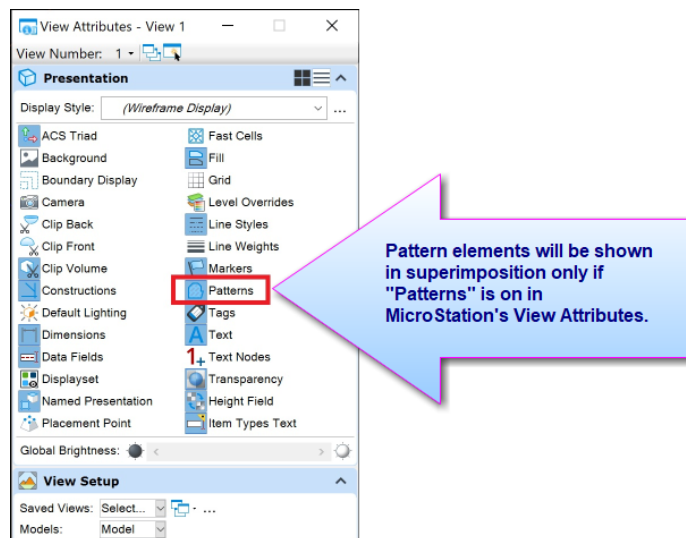 View Attributes - View 1
View Number: 1
Presentation
Display Style: (Wireframe Display) ...
ACS Triad
Fast Cells
Background
Fill
Boundary Display
Grid
Camera
Level Overrides
Clip Back
Line Styles
Clip Front
Line Weights
Clip Volume
Markers
Constructions
Patterns
Default Lighting
Tags
Dimensions
Text
Data Fields
Text Nodes
Displayset
Transparency
Named Presentation
Height Field
Placement Point
Item Types Text
Global Brightness:
View Setup
Saved Views: Select... ...
Models: Model
Pattern elements will be shown
in superimposition only if
"Patterns" is on in
MicroStation's View Attributes.